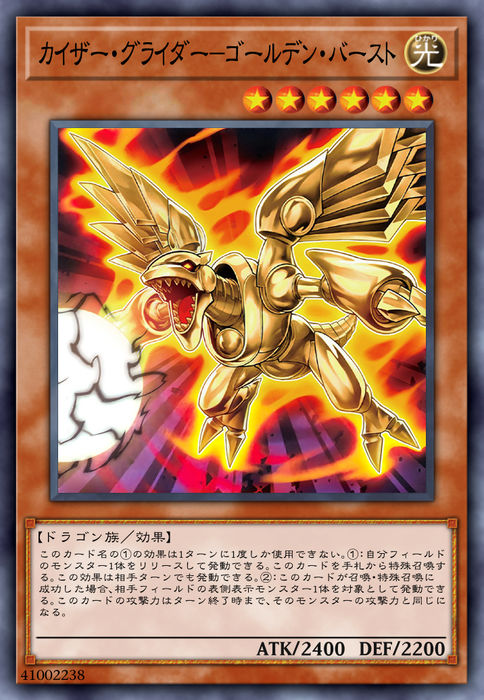 カイザー・グライダーーゴールデン・バースト
ひかり
光
【ドラゴン族／効果】
このカード名の①の効果は1ターンに1度しか使用できない。①:自分フィールド
のモンスター1体をリリースして発動できる。このカードを手札から特殊召喚す
る。この効果は相手ターンでも発動できる。②:このカードが召喚・特殊召喚に
成功した場合、相手フィールドの表側表示モンスター1体を対象として発動でき
る。このカードの攻撃力はターン終了時まで、そのモンスターの攻撃力と同じに
なる。
ATK/2400 DEF/2200
41002238